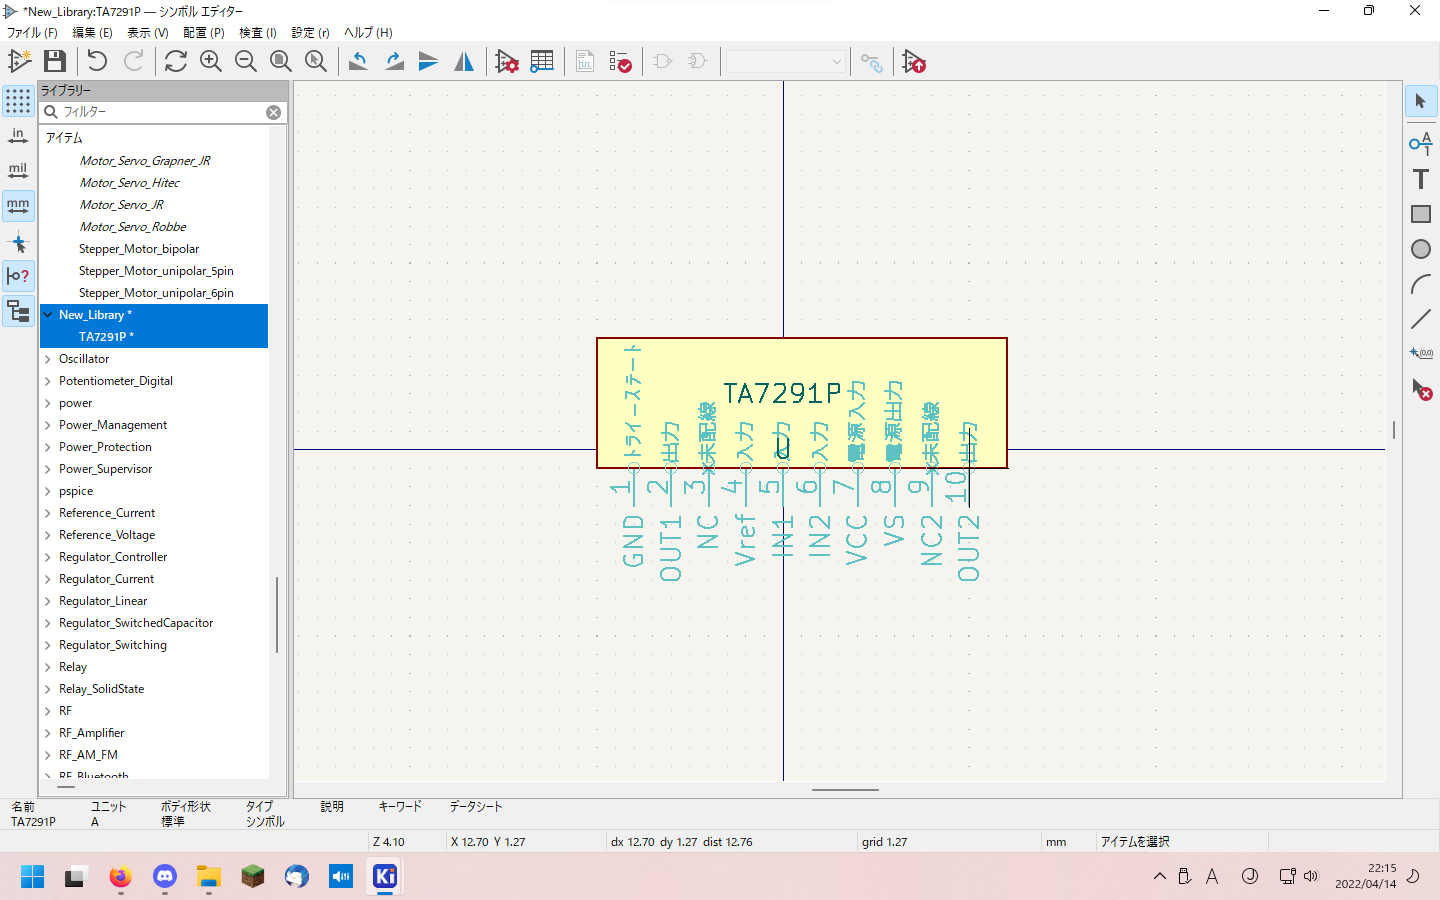 *New_Library:TA7291P — シンボル エディター
ファイル (F) 編集 (E) 表示 (V) 配置 (P) 検査 (I) 設定 (r) ヘルプ (H)
ライブラリー
フィルター
アイテム
Motor_Servo_Grapner_JR
Motor_Servo_Hitec
Motor_Servo_JR
Motor_Servo_Robbe
Stepper_Motor_bipolar
Stepper_Motor_unipolar_5pin
Stepper_Motor_unipolar_6pin
New_Library *
TA7291P *
Oscillator
Potentiometer_Digital
power
Power_Management
Power_Protection
Power_Supervisor
pspice
Reference_Current
Reference_Voltage
Regulator_Controller
Regulator_Current
Regulator_Linear
Regulator_SwitchedCapacitor
Regulator_Switching
Relay
Relay_SolidState
RF
RF_Amplifier
RF_AM_FM
RF_Bluetooth
in
mil
mm
TA7291P
U
トライーステート
出力
未配線
入力
入力
入力
電源入力
電源出力
未配線
出力
1 2 3 4 5 6 7 8 9 10
GND
OUT1
NC
Vref
IN1
IN2
VCC
VS
NC2
OUT2
A
1
T
(0,0)
名前 ユニット ボディ形状 タイプ 説明 キーワード データシート
TA7291P A 標準 シンボル
Z 4.10 X 12.70 Y 1.27 dx 12.70 dy 1.27 dist 12.76 grid 1.27 mm アイテムを選択
Ki
A
J
22:15
2022/04/14